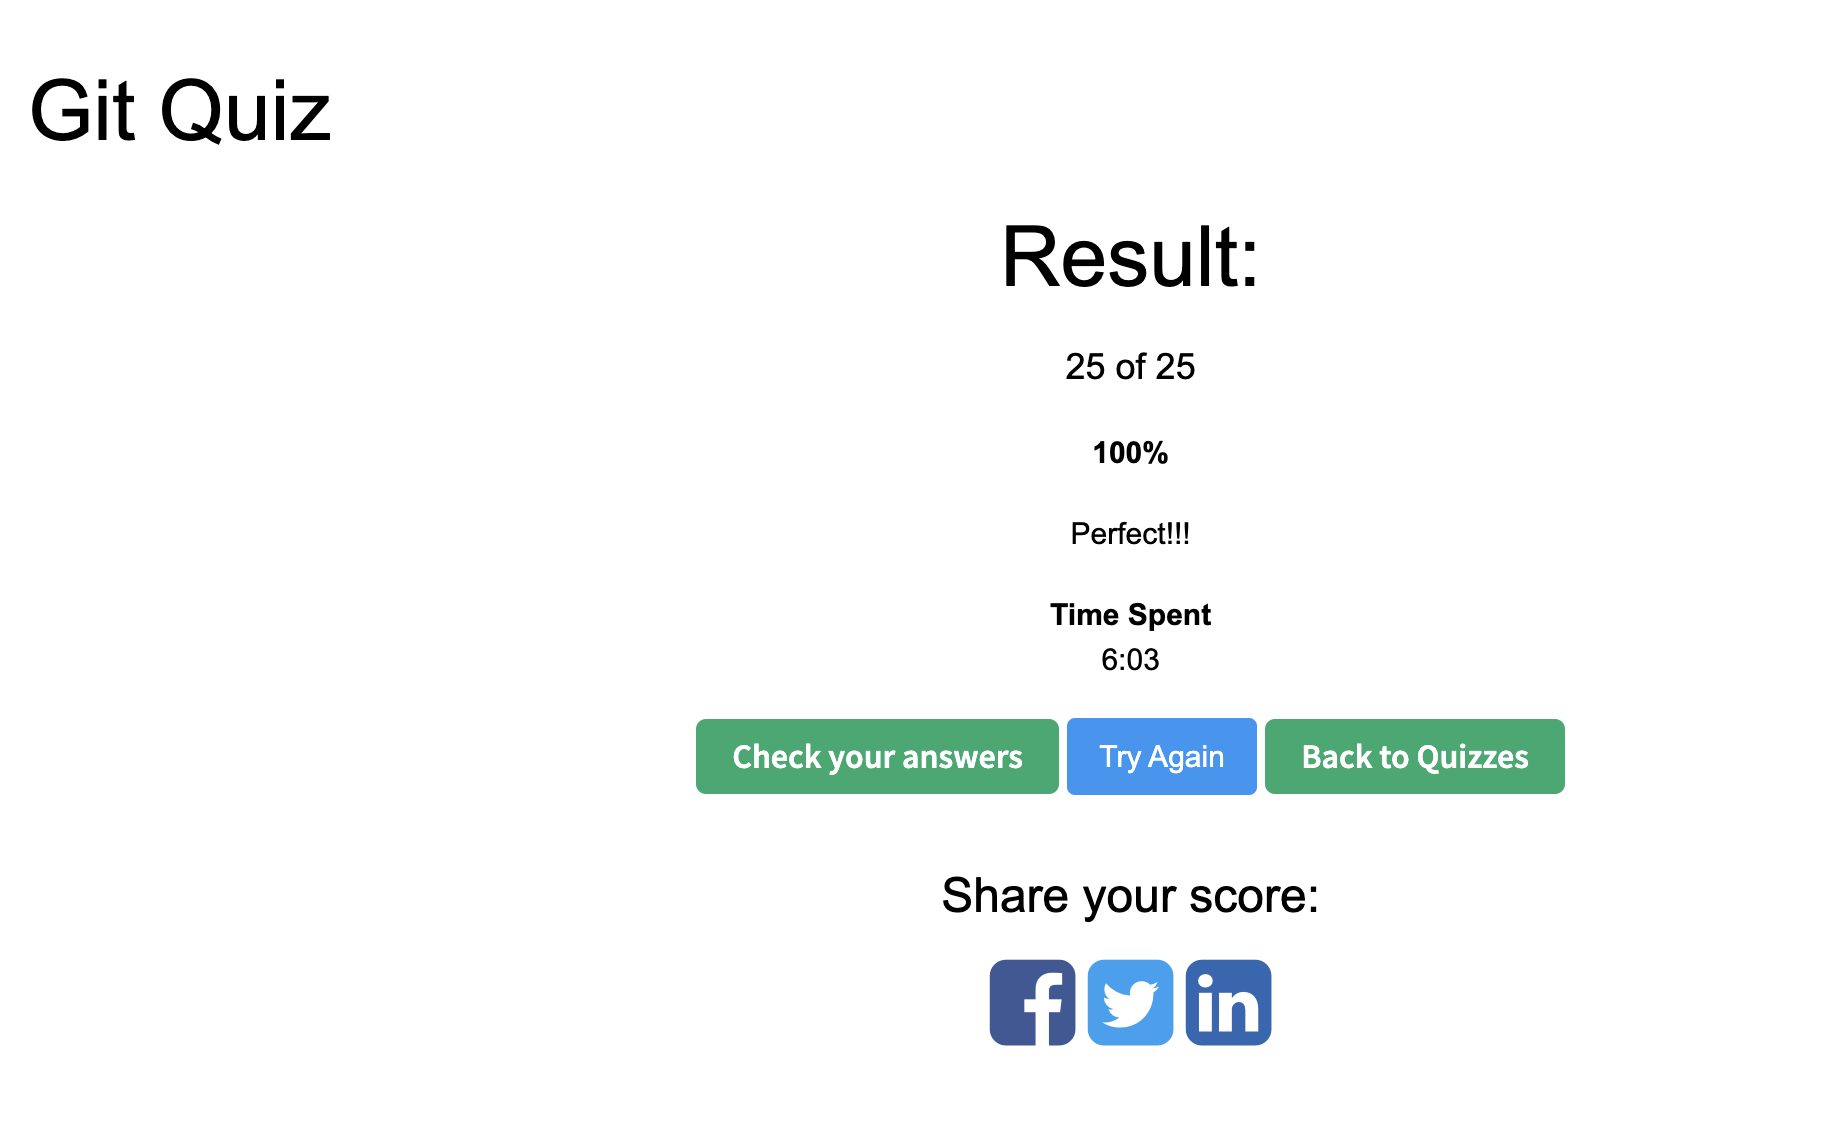 Git Quiz
Result:
25 of 25
100%
Perfect!!!
Time Spent
6:03
Check your answers
Try Again
Back to Quizzes
Share your score:
f
in